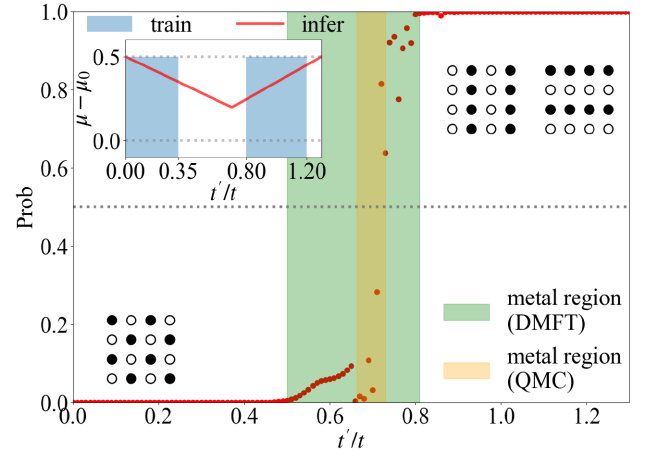 train
infer
0.5
0.0
μ − μ₀
0.00
0.35
0.80
1.20
t′/t
1.0
0.8
0.6
0.4
0.2
0.0
Prob
metal region
(DMFT)
metal region
(QMC)
0.0
0.2
0.4
0.6
0.8
1.0
1.2
t′/t